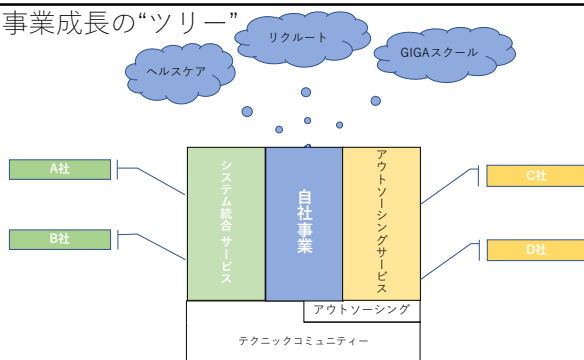 事業成長の“ツリー”
ヘルスケア
リクルート
GIGAスクール
A社
B社
システム統合 サービス
自社事業
アウトソーシングサービス
C社
D社
アウトソーシング
テクニックコミュニティー